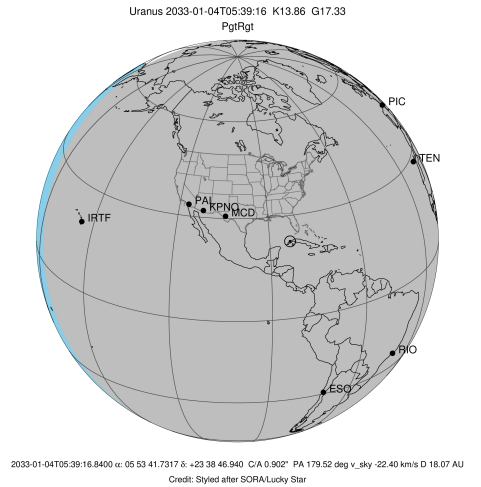 Uranus 2033-01-04T05:39:16 K13.86 G17.33
PgtRgt
PIC
TEN
PAL
KPNO
MCD
IRTF
RIO
ESO
2033-01-04T05:39:16.8400 α: 05 53 41.7317 δ: +23 38 46.940 C/A 0.902" PA 179.52 deg v_sky -22.40 km/s D 18.07 AU
Credit: Styled after SORA/Lucky Star